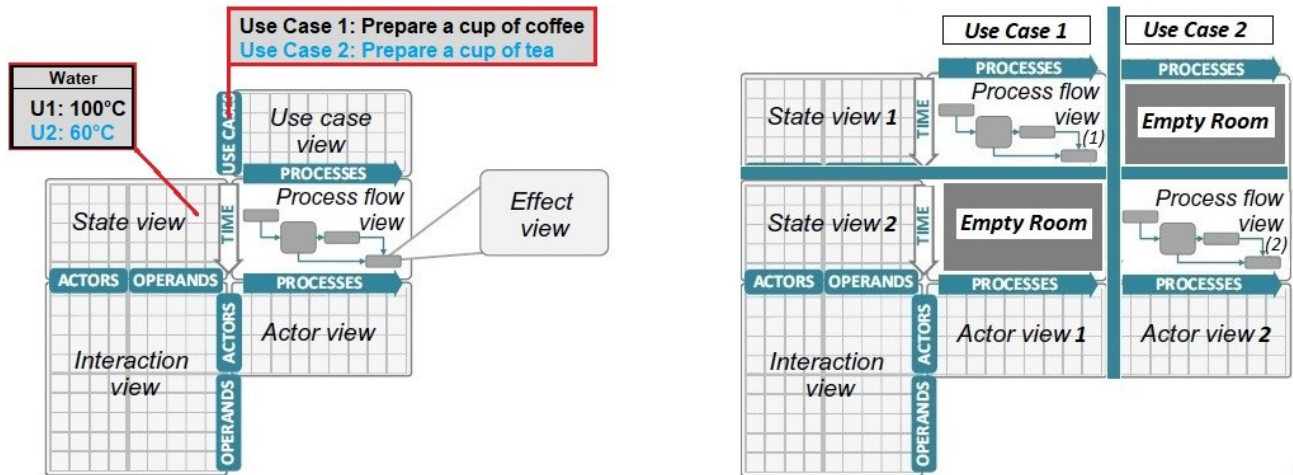 Use Case 1: Prepare a cup of coffee
Use Case 2: Prepare a cup of tea
Water
U1: 100°C
U2: 60°C
USE CASES
Use case
view
PROCESSES
State view
TIME
Process flow
view
Effect
view
ACTORS
OPERANDS
PROCESSES
Interaction
view
ACTORS
Actor view
OPERANDS
Use Case 1
Use Case 2
PROCESSES
PROCESSES
State view 1
TIME
Process flow
view
(1)
Empty Room
State view 2
TIME
Empty Room
Process flow
view
(2)
ACTORS
OPERANDS
PROCESSES
PROCESSES
Interaction
view
ACTORS
Actor view 1
Actor view 2
OPERANDS